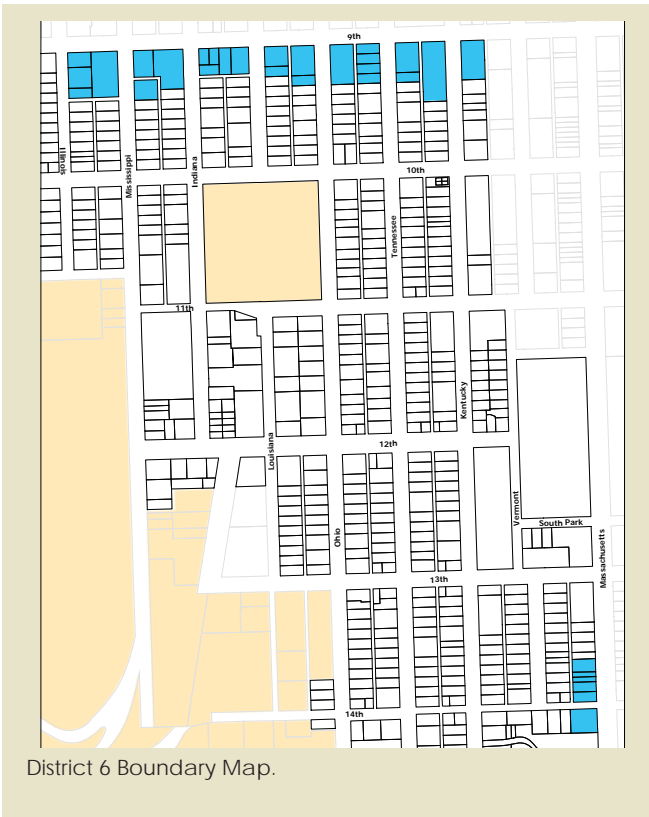 9th
Illinois
Mississippi
Indiana
10th
Tennessee
11th
Kentucky
12th
Louisiana
Vermont
South Park
Ohio
Massachusetts
13th
14th
District 6 Boundary Map.